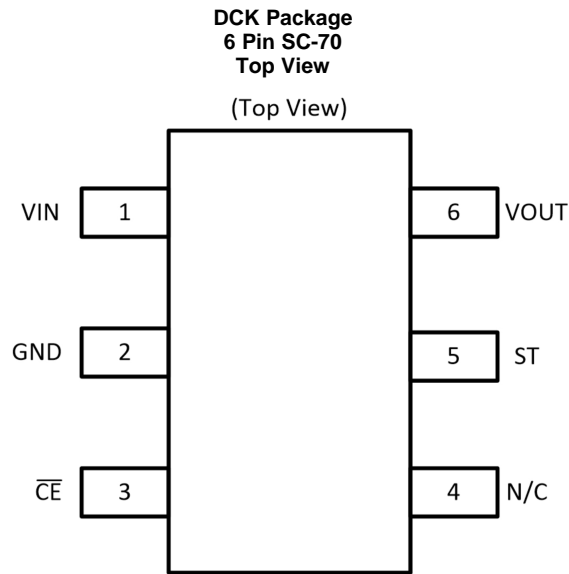 DCK Package
6 Pin SC-70
Top View
(Top View)
VIN 1 6 VOUT
GND 2 5 ST
C̅E̅ 3 4 N/C